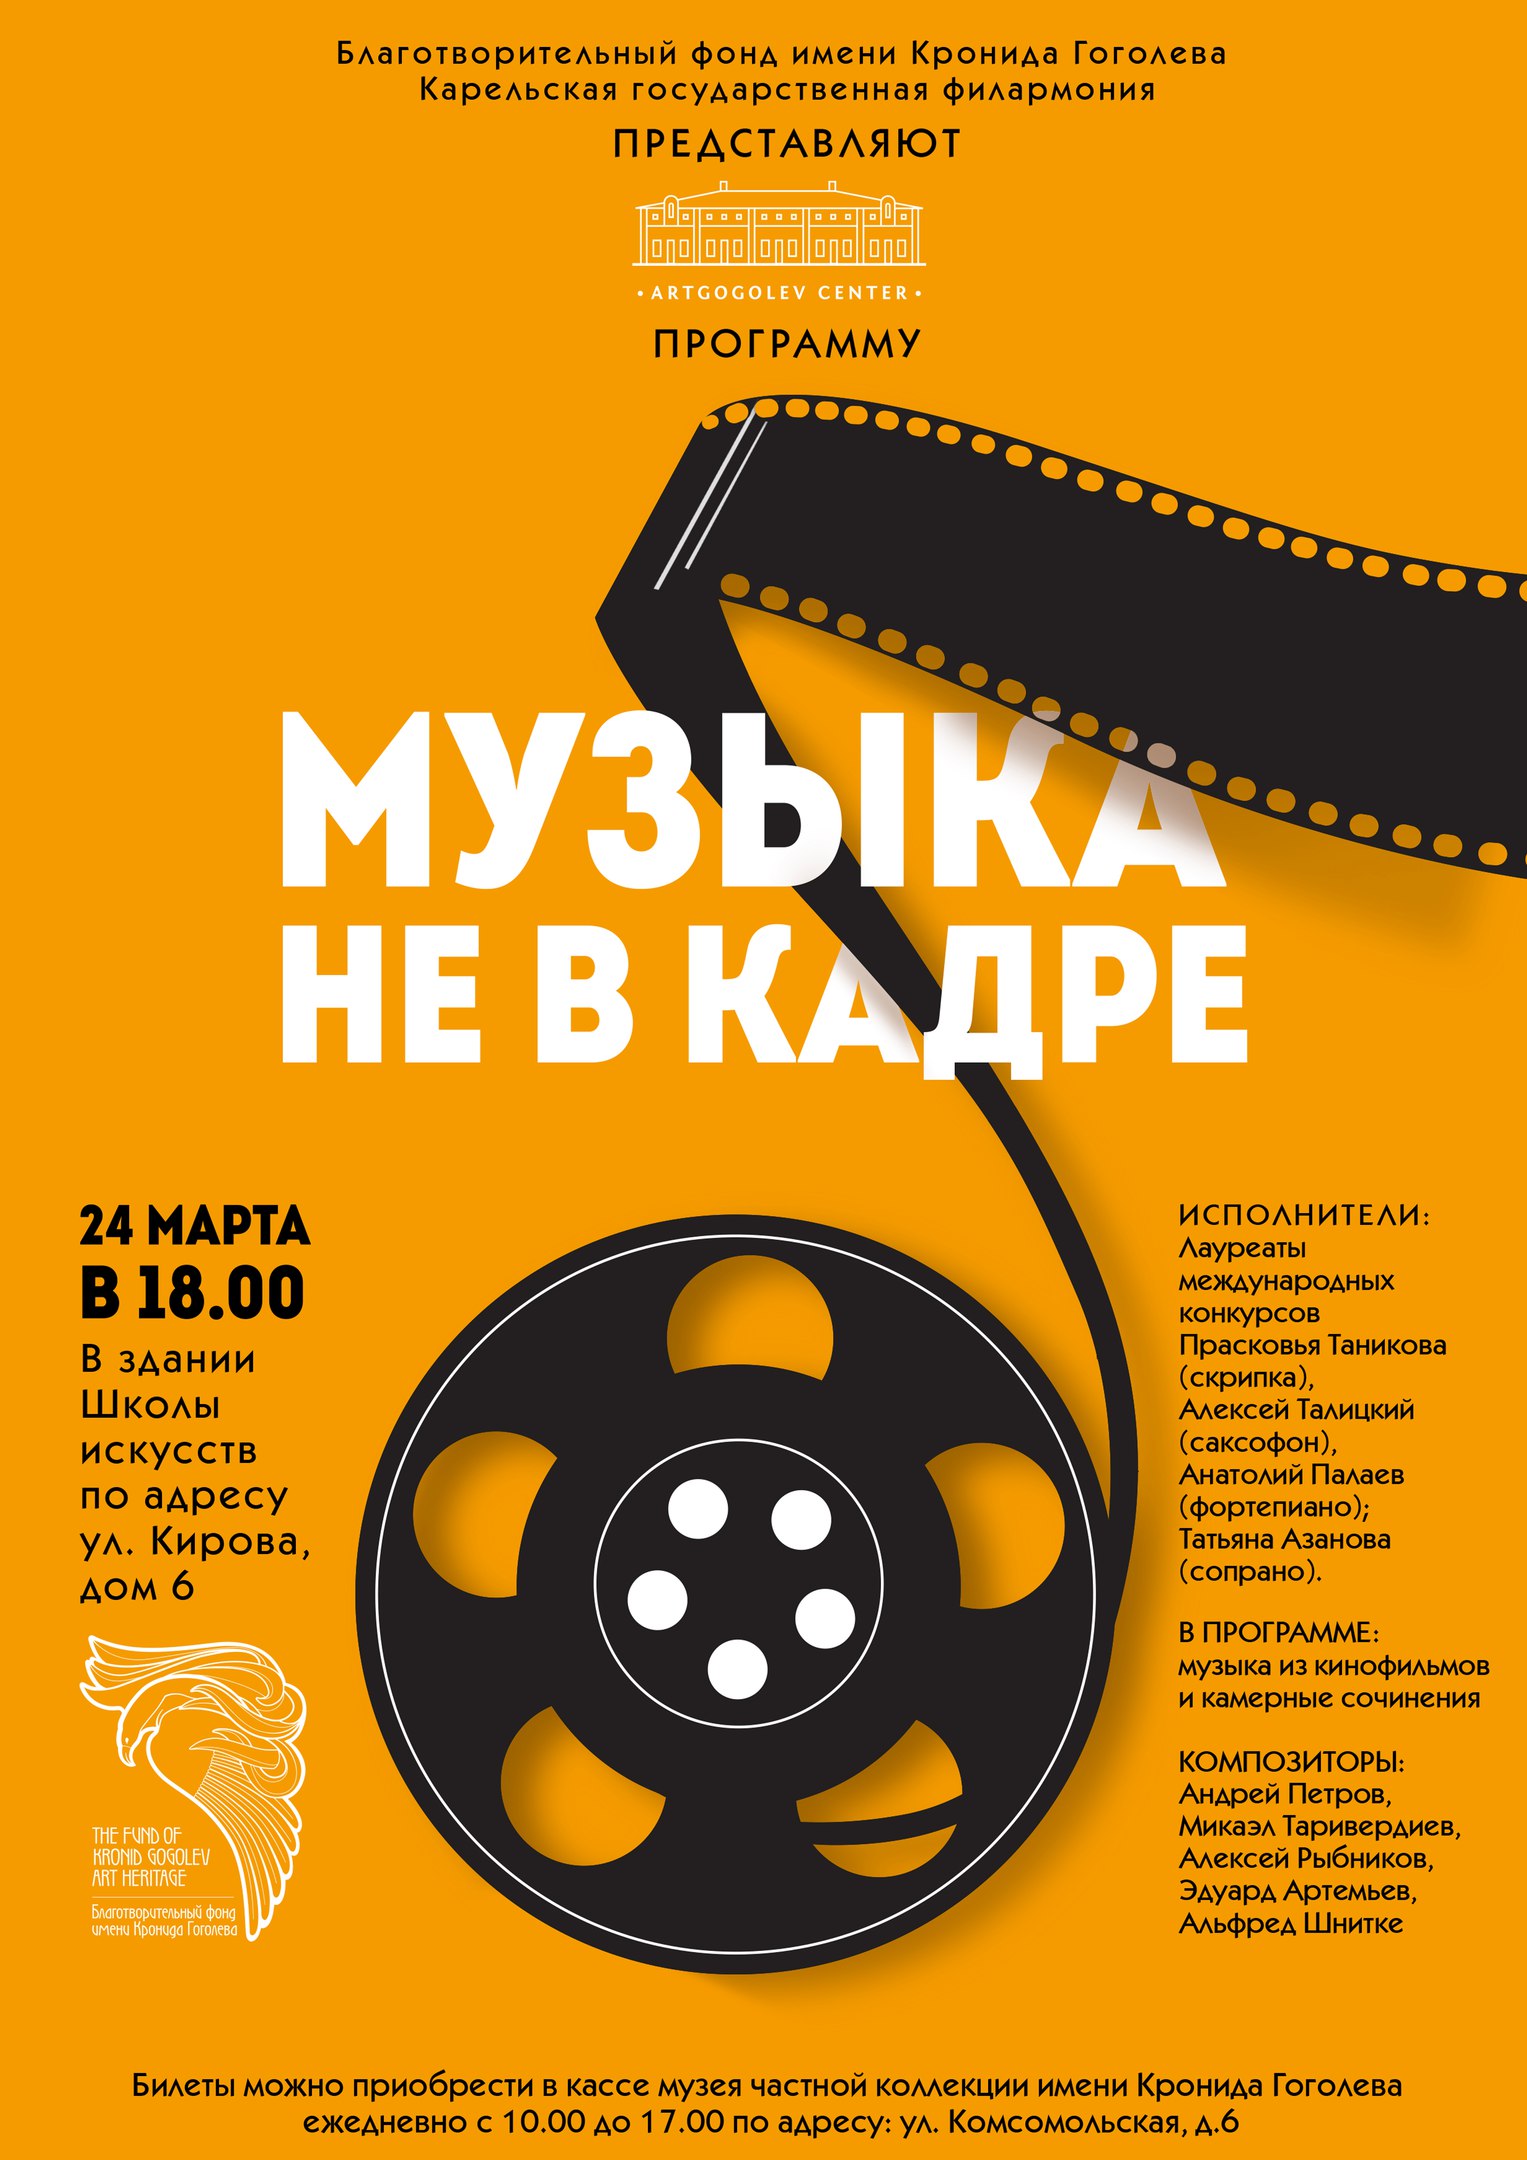 Благотворительный фонд имени Кронида Гоголева
Карельская государственная филармония
ПРЕДСТАВЛЯЮТ
• ARTGOGOLEV CENTER •
ПРОГРАММУ
МУЗЫКА
НЕ В КАДРЕ
24 МАРТА
В 18.00
В здании
Школы
искусств
по адресу
ул. Кирова,
дом 6
THE FUND OF
KRONID GOGOLEV
ART HERITAGE
Благотворительный фонд
имени Кронида Гоголева
ИСПОЛНИТЕЛИ:
Лауреаты
международных
конкурсов
Прасковья Таникова
(скрипка),
Алексей Талицкий
(саксофон),
Анатолий Палаев
(фортепиано);
Татьяна Азанова
(сопрано).
В ПРОГРАММЕ:
музыка из кинофильмов
и камерные сочинения
КОМПОЗИТОРЫ:
Андрей Петров,
Микаэл Таривердиев,
Алексей Рыбников,
Эдуард Артемьев,
Альфред Шнитке
Билеты можно приобрести в кассе музея частной коллекции имени Кронида Гоголева
ежедневно с 10.00 до 17.00 по адресу: ул. Комсомольская, д.6